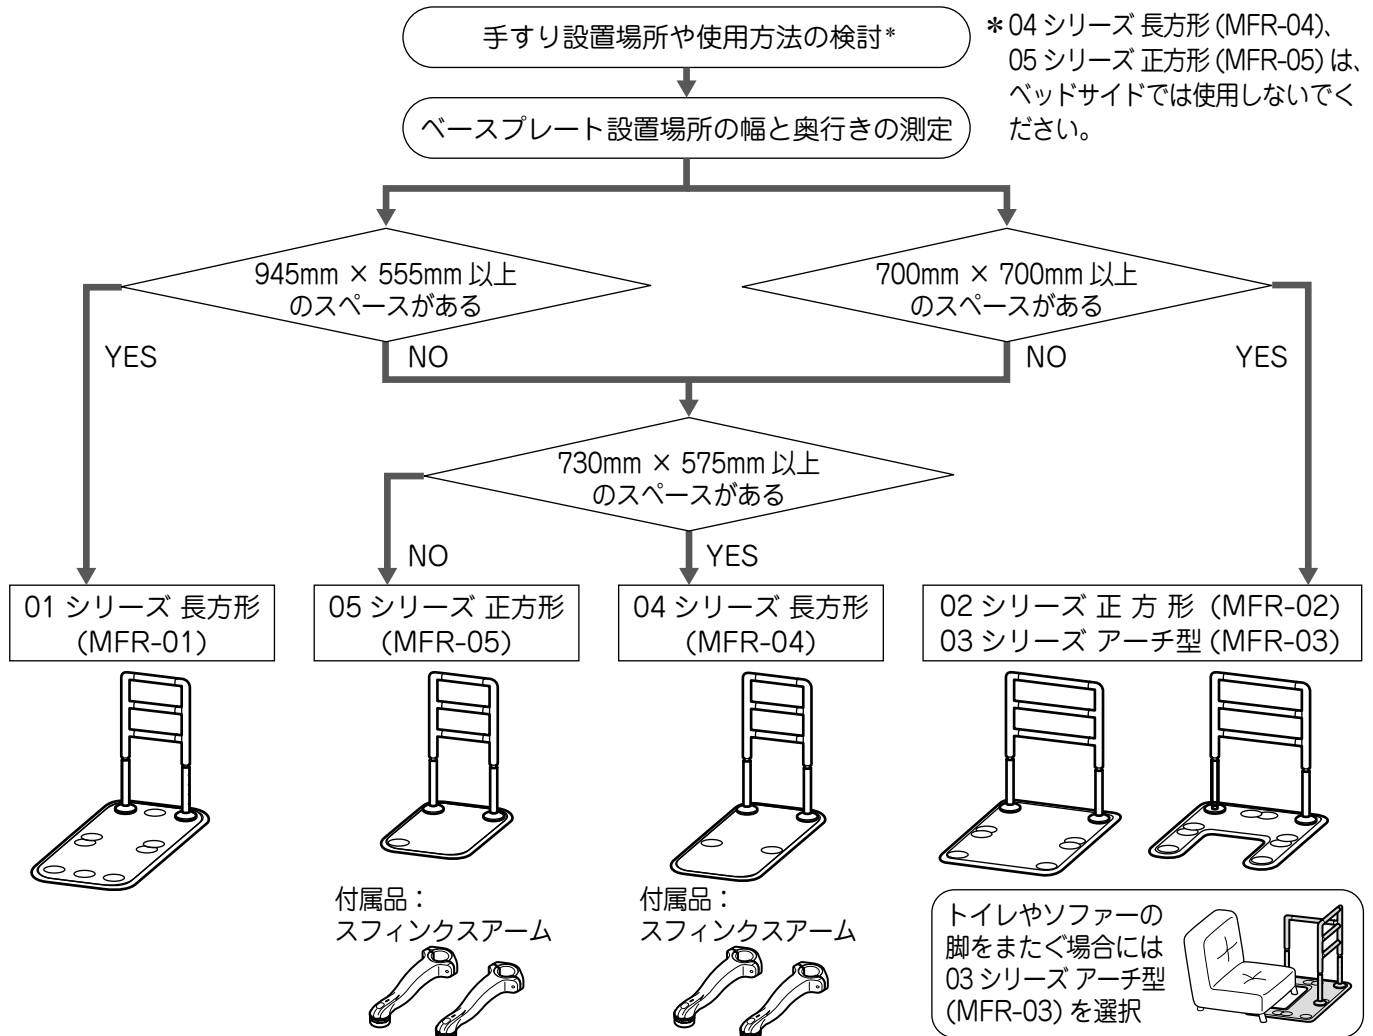 手すり設置場所や使用方法の検討*
*04 シリーズ 長方形 (MFR-04)、
05 シリーズ 正方形 (MFR-05) は、
ベッドサイドでは使用しないでく
ださい。
ベースプレート設置場所の幅と奥行きの測定
945mm × 555mm 以上
のスペースがある
700mm × 700mm 以上
のスペースがある
YES
NO
NO
YES
730mm × 575mm 以上
のスペースがある
NO
YES
01 シリーズ 長方形
(MFR-01)
05 シリーズ 正方形
(MFR-05)
04 シリーズ 長方形
(MFR-04)
02 シリーズ 正 方 形 (MFR-02)
03 シリーズ アーチ型 (MFR-03)
付属品：
スフィンクスアーム
付属品：
スフィンクスアーム
トイレやソファーの
脚をまたぐ場合には
03 シリーズ アーチ型
(MFR-03) を選択